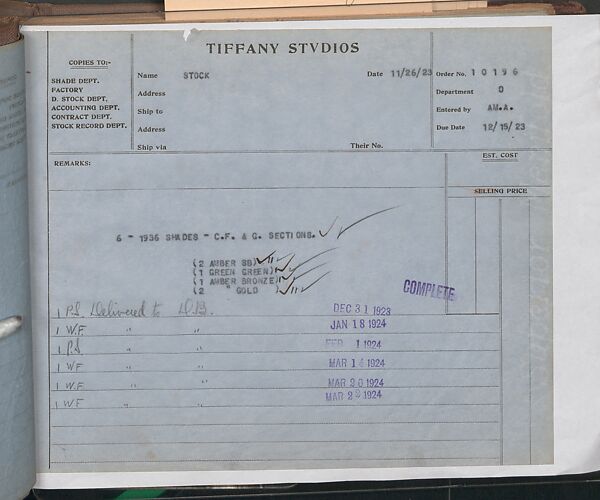 TIFFANY STVDIOS
COPIES TO:-
SHADE DEPT.
FACTORY
D. STOCK DEPT.
ACCOUNTING DEPT.
CONTRACT DEPT.
STOCK RECORD DEPT.
Name STOCK Date 11/26/23
Address
Ship to
Address
Ship via Their No.
Order No. 10196
Department O
Entered by AM.A.
Due Date 12/15/23
REMARKS:
EST. COST
SELLING PRICE
6 - 1936 SHADES - C.F. & G. SECTIONS.
(2 AMBER SB)
(1 GREEN GREEN)
(1 AMBER BRONZE)
(2 " GOLD )
COMPLETE
1 P.S. Delivered to D.B. DEC 31 1923
1 W.F. " " JAN 18 1924
1 P.S. " " FEB 1 1924
1 W.F. " " MAR 1924
1 W.F. " " MAR 20 1924
1 W.F. " " MAR 1924